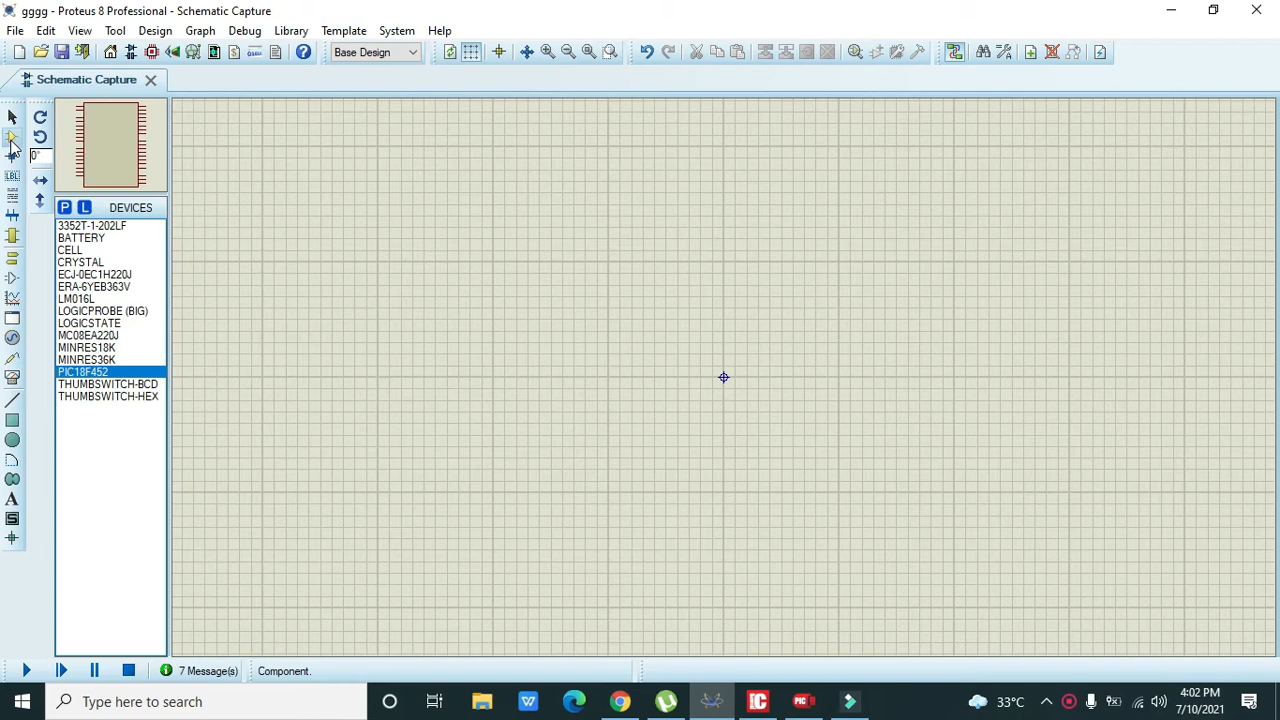 gggg - Proteus 8 Professional - Schematic Capture
File Edit View Tool Design Graph Debug Library Template System Help
Base Design
Schematic Capture
LBL
0°
P L DEVICES
3352T-1-202LF
BATTERY
CELL
CRYSTAL
ECJ-0EC1H220J
ERA-6YEB363V
LM016L
LOGICPROBE (BIG)
LOGICSTATE
MC08EA220J
MINRES18K
MINRES36K
PIC18F452
THUMBSWITCH-BCD
THUMBSWITCH-HEX
A
S
7 Message(s) Component.
Type here to search
33°C
4:02 PM
7/10/2021